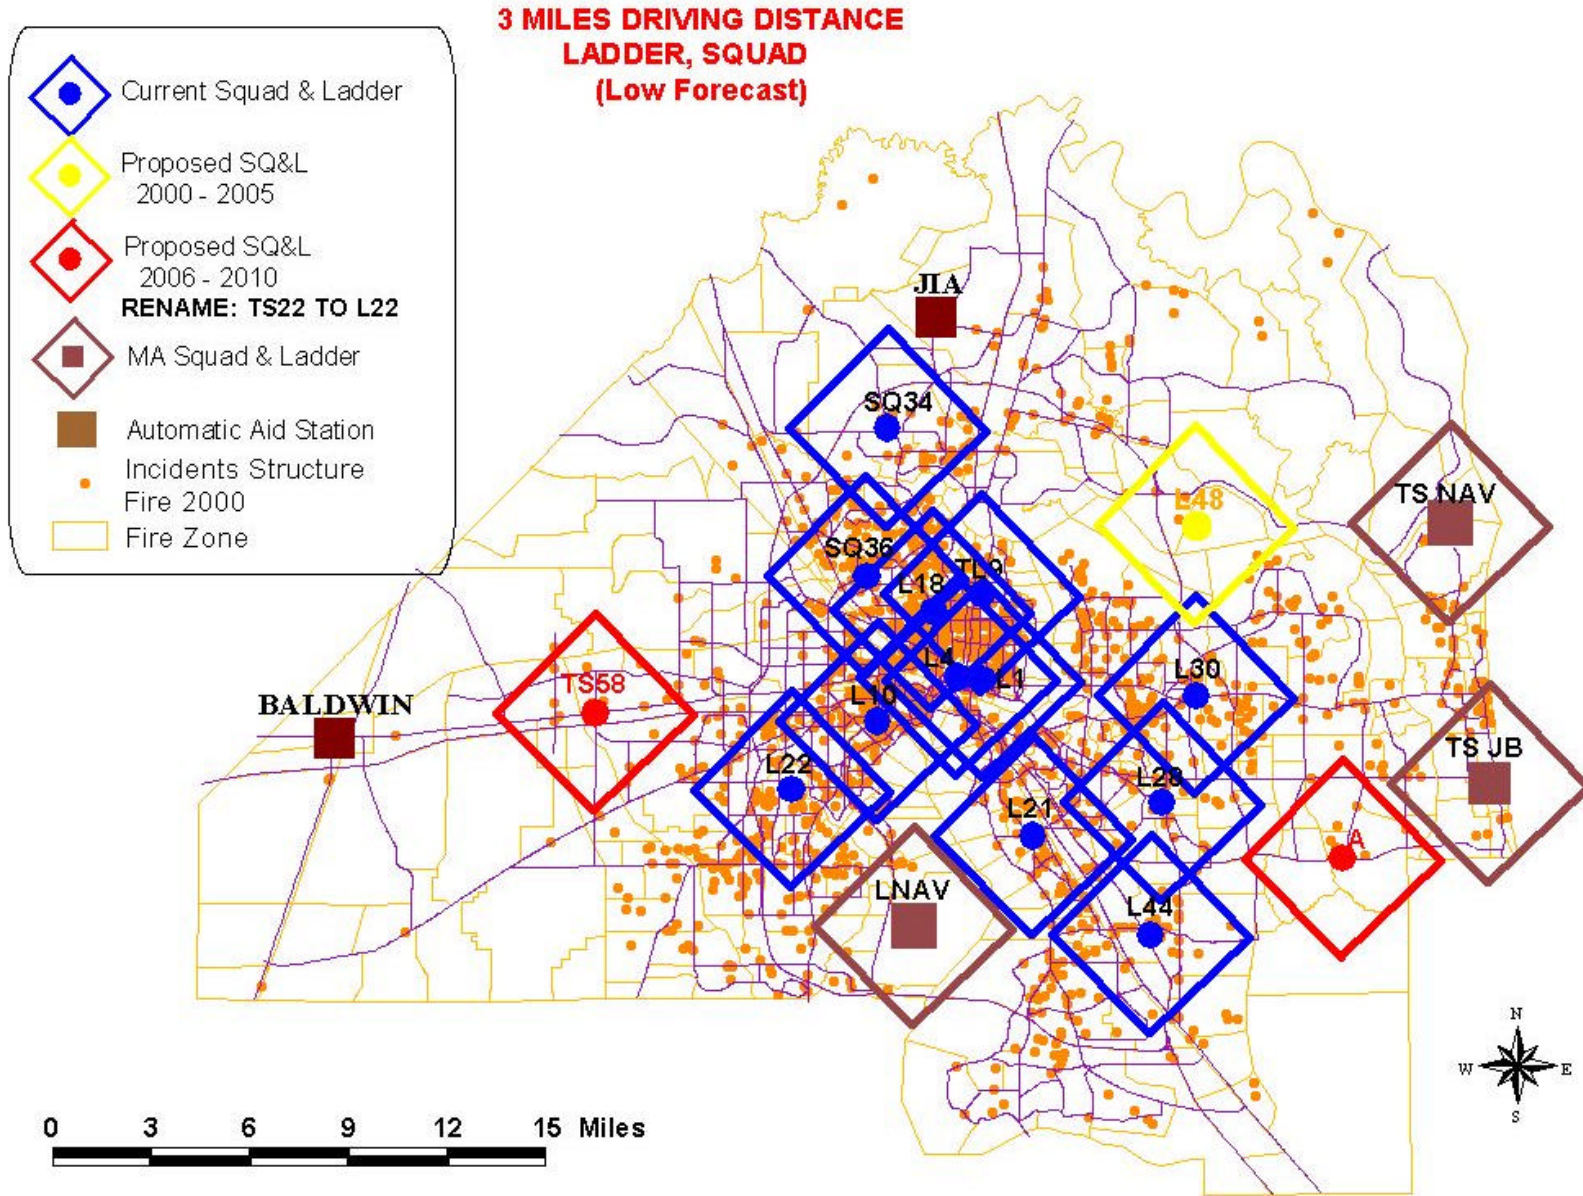 3 MILES DRIVING DISTANCE
LADDER, SQUAD
(Low Forecast)
Current Squad & Ladder
Proposed SQ&L
2000 - 2005
Proposed SQ&L
2006 - 2010
RENAME: TS22 TO L22
MA Squad & Ladder
Automatic Aid Station
Incidents Structure
Fire 2000
Fire Zone
JIA
SQ34
L48
TS NAV
SQ36
TL9
L18
L4
L1
L30
TS58
L10
BALDWIN
TS JB
L22
L28
L21
A
LNAV
L44
N
W E
S
0 3 6 9 12 15 Miles